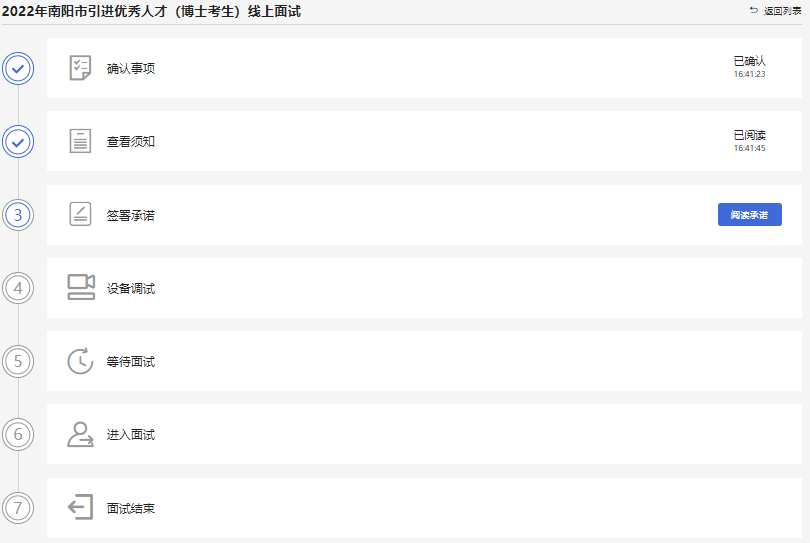 2022年南阳市引进优秀人才（博士考生）线上面试
返回列表
确认事项
已确认
16:41:23
查看须知
已阅读
16:41:45
3
签署承诺
阅读承诺
4
设备调试
5
等待面试
6
进入面试
7
面试结束